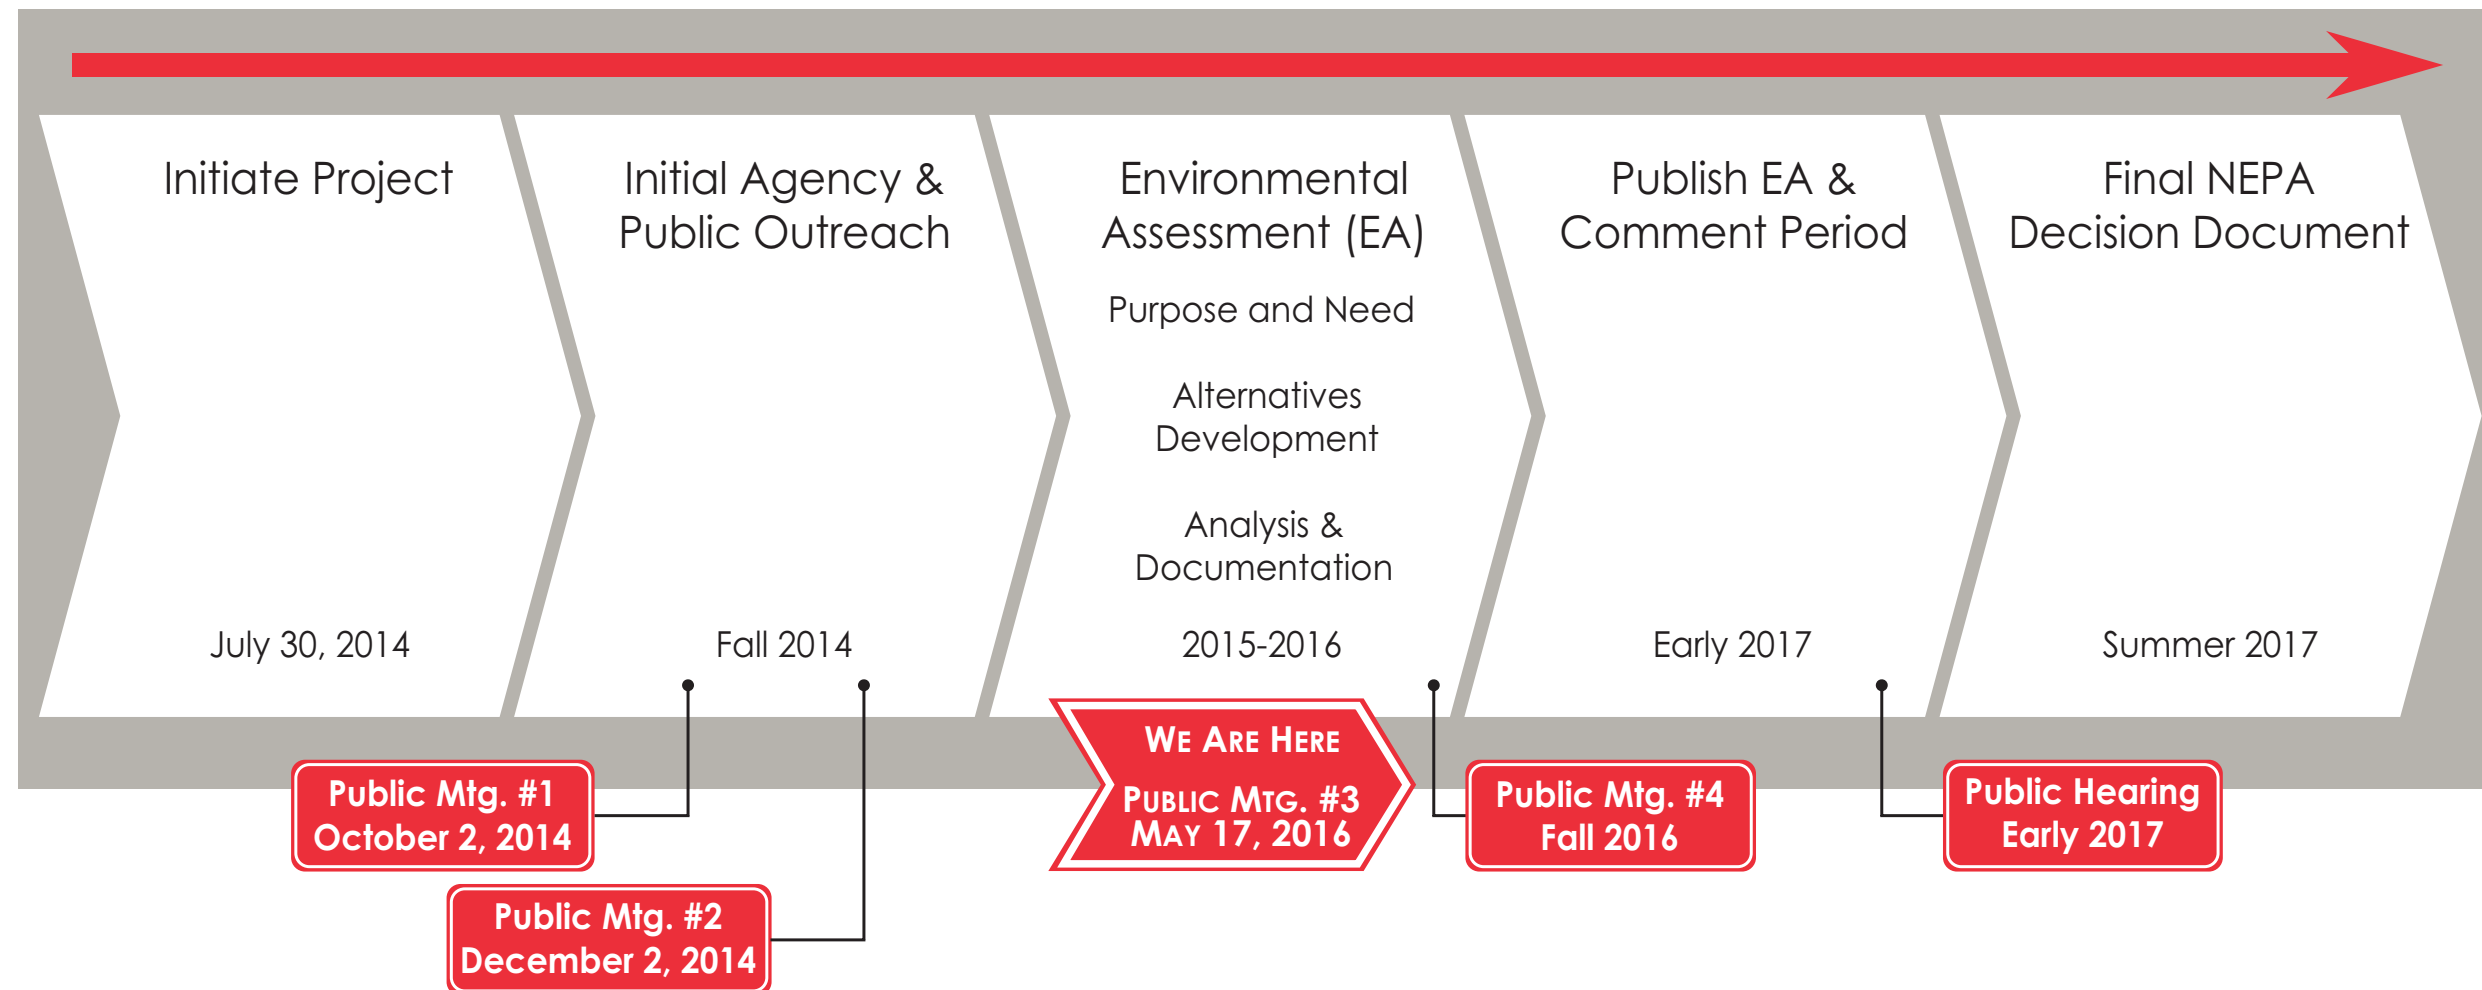 Initiate Project
July 30, 2014
Initial Agency &
Public Outreach
Fall 2014
Environmental
Assessment (EA)
Purpose and Need
Alternatives
Development
Analysis &
Documentation
2015-2016
Publish EA &
Comment Period
Early 2017
Final NEPA
Decision Document
Summer 2017
Public Mtg. #1
October 2, 2014
Public Mtg. #2
December 2, 2014
We Are Here
Public Mtg. #3
May 17, 2016
Public Mtg. #4
Fall 2016
Public Hearing
Early 2017